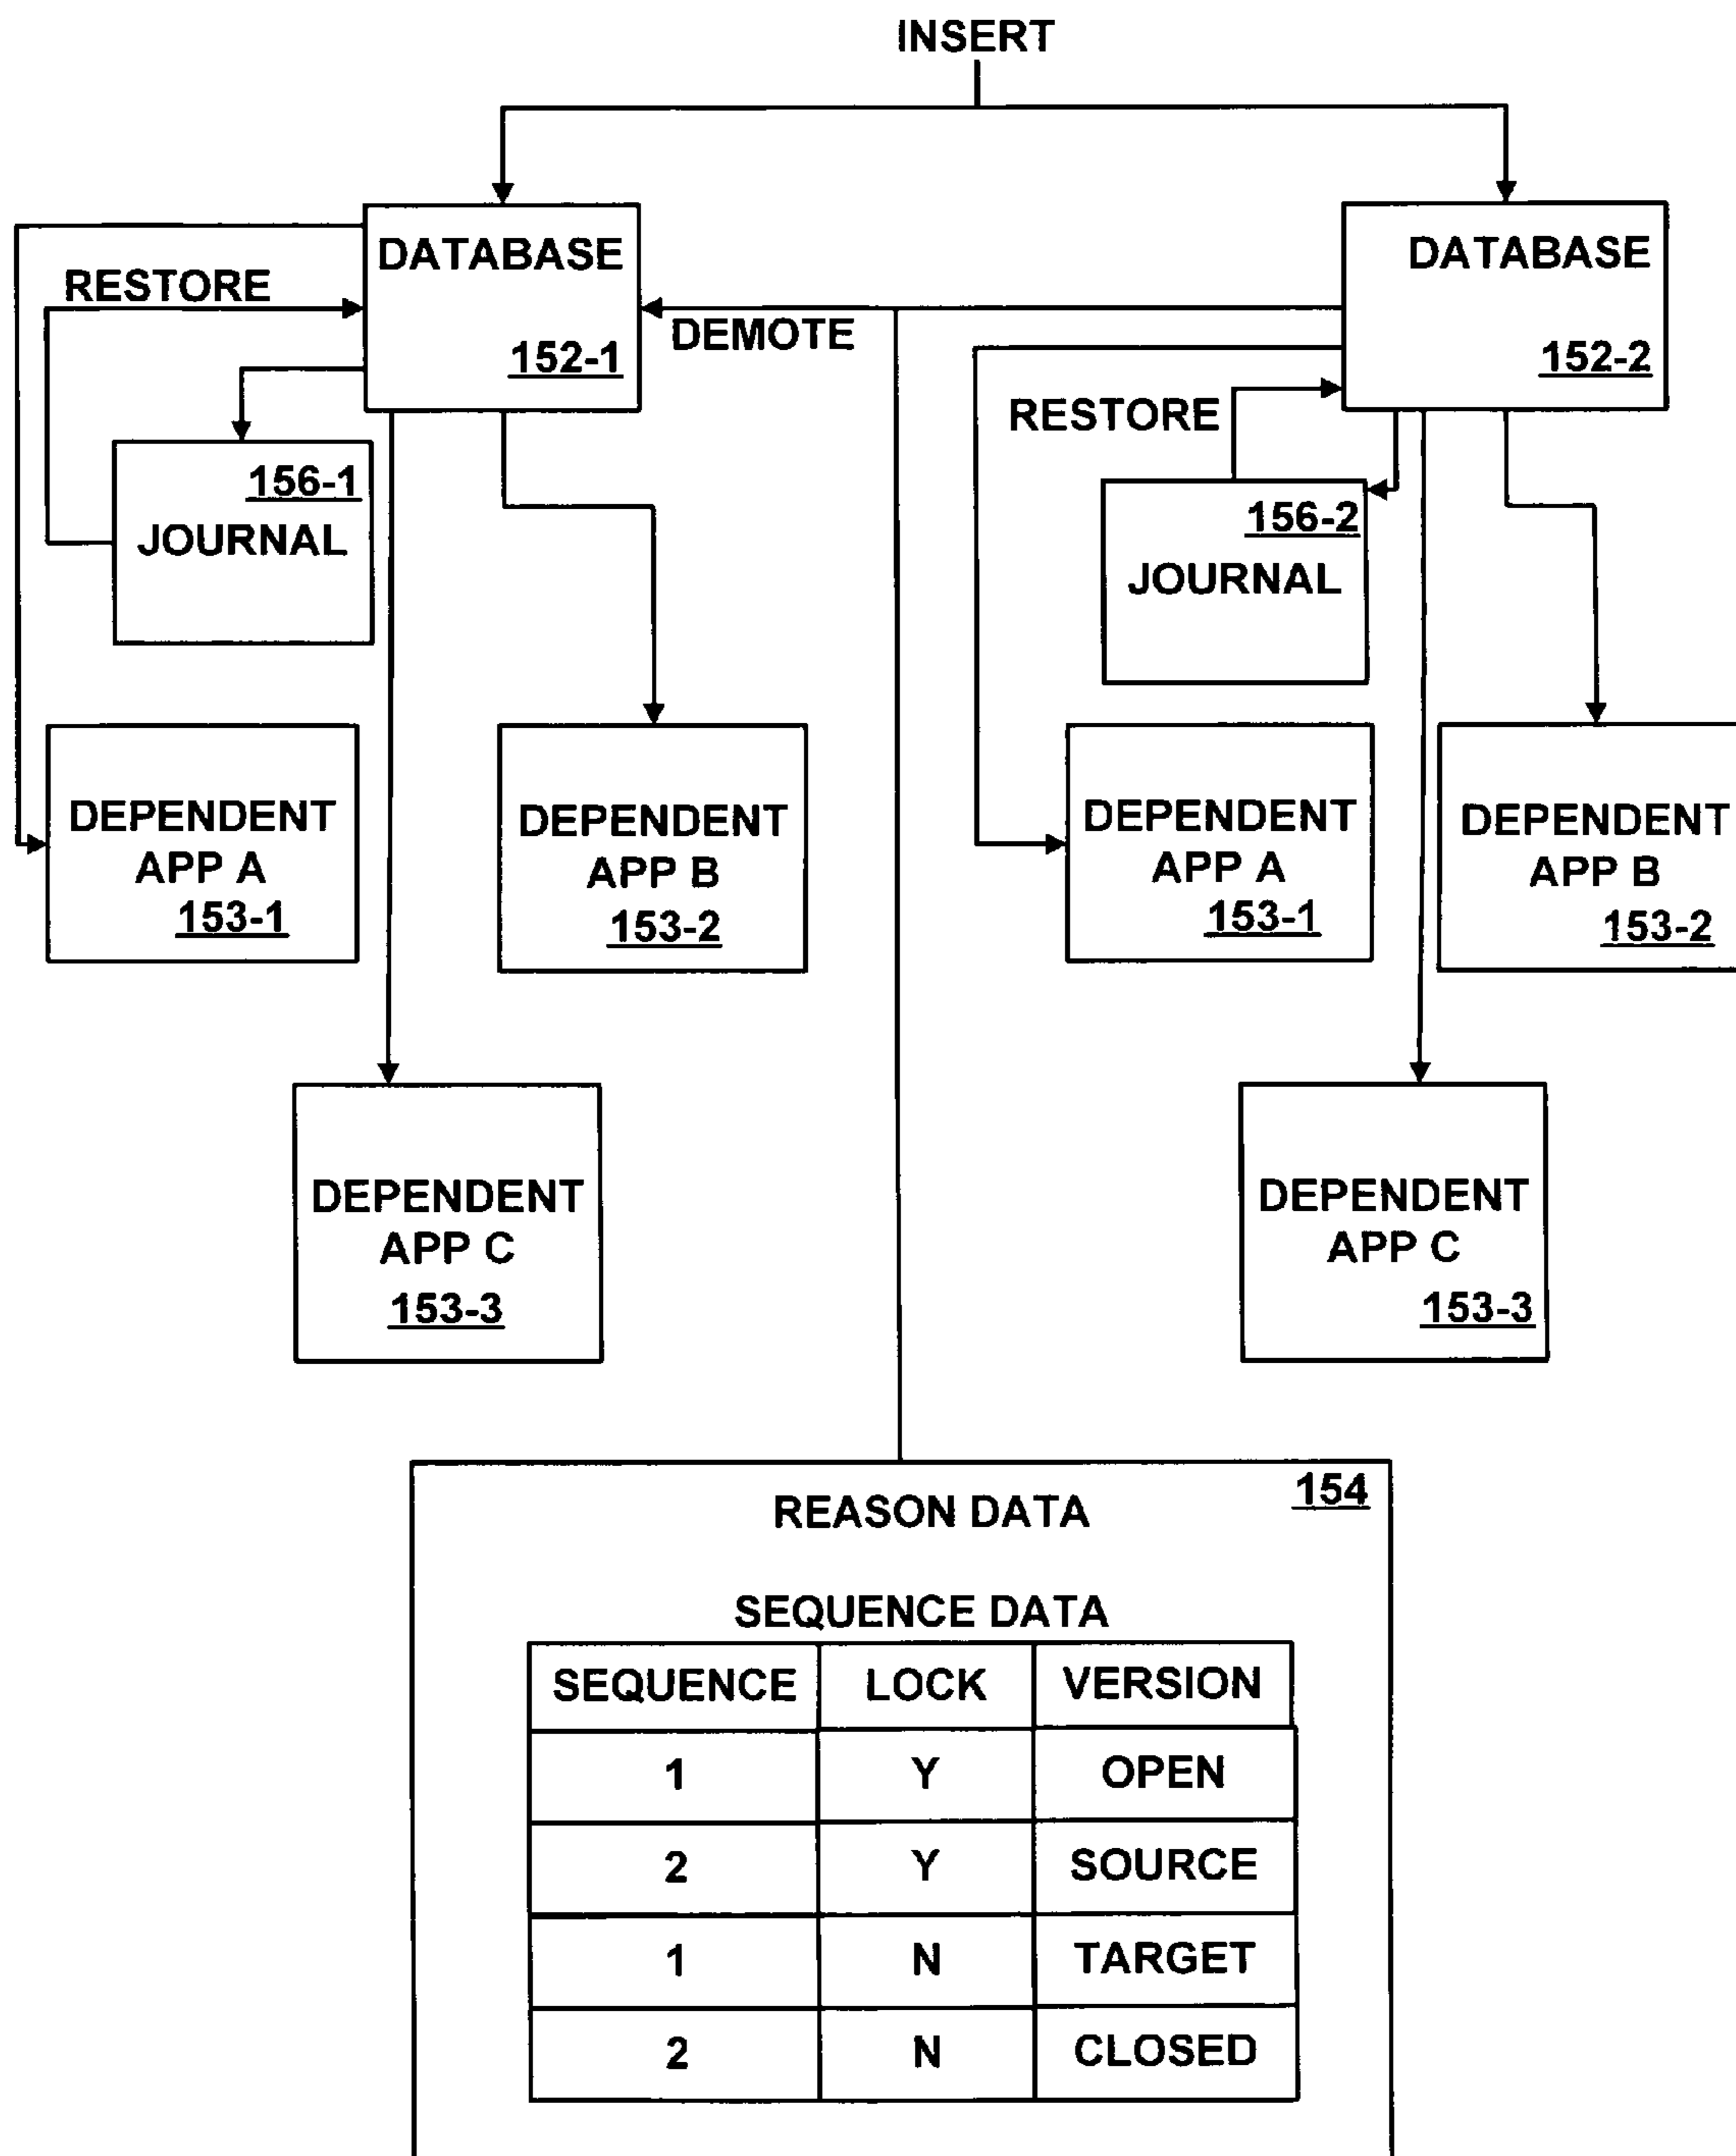 INSERT
DATABASE
152-1
DATABASE
152-2
RESTORE
DEMOTE
RESTORE
156-1
JOURNAL
156-2
JOURNAL
DEPENDENT
APP A
153-1
DEPENDENT
APP B
153-2
DEPENDENT
APP A
153-1
DEPENDENT
APP B
153-2
DEPENDENT
APP C
153-3
DEPENDENT
APP C
153-3
154
REASON DATA
SEQUENCE DATA
SEQUENCE LOCK VERSION
1 Y OPEN
2 Y SOURCE
1 N TARGET
2 N CLOSED